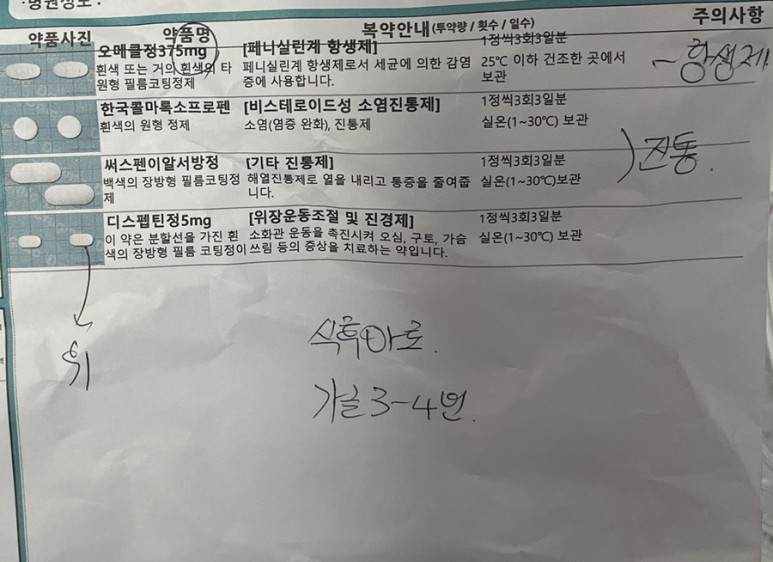 ·병원정보 :
약품사진 약품명 복약안내(투약량 / 횟수 / 일수) 주의사항
오메클정375mg [페니실린계 항생제] 1정씩3회3일분
흰색 또는 거의 흰색의 타 페니실린계 항생제로서 세균에 의한 감염 25℃ 이하 건조한 곳에서
원형 필름코팅정제 증에 사용합니다. 보관
- 항생제
한국콜마록소프로펜 [비스테로이드성 소염진통제] 1정씩3회3일분
흰색의 원형 정제 소염(염증 완화), 진통제 실온(1~30℃) 보관
) 진통.
써스펜이알서방정 [기타 진통제] 1정씩3회3일분
백색의 장방형 필름코팅정 해열진통제로 열을 내리고 통증을 줄여줍 실온(1~30℃)보관
제 니다.
디스펩틴정5mg [위장운동조절 및 진경제] 1정씩3회3일분
이 약은 분할선을 가진 흰 소화관 운동을 촉진시켜 오심, 구토, 가슴 실온(1~30℃) 보관
색의 장방형 필름 코팅정이 쓰림 등의 증상을 치료하는 약입니다.
위
식후 바로.
가글 3-4번.